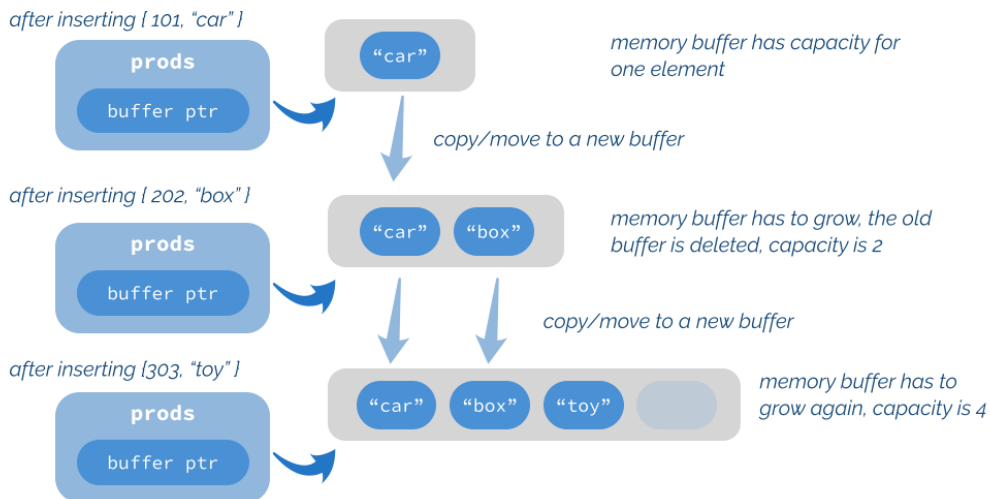 after inserting { 101, “car” }
prods
buffer ptr
“car”
memory buffer has capacity for
one element
copy/move to a new buffer
after inserting { 202, “box” }
prods
buffer ptr
“car”
“box”
memory buffer has to grow, the old
buffer is deleted, capacity is 2
copy/move to a new buffer
after inserting {303, “toy” }
prods
buffer ptr
“car”
“box”
“toy”
memory buffer has to
grow again, capacity is 4